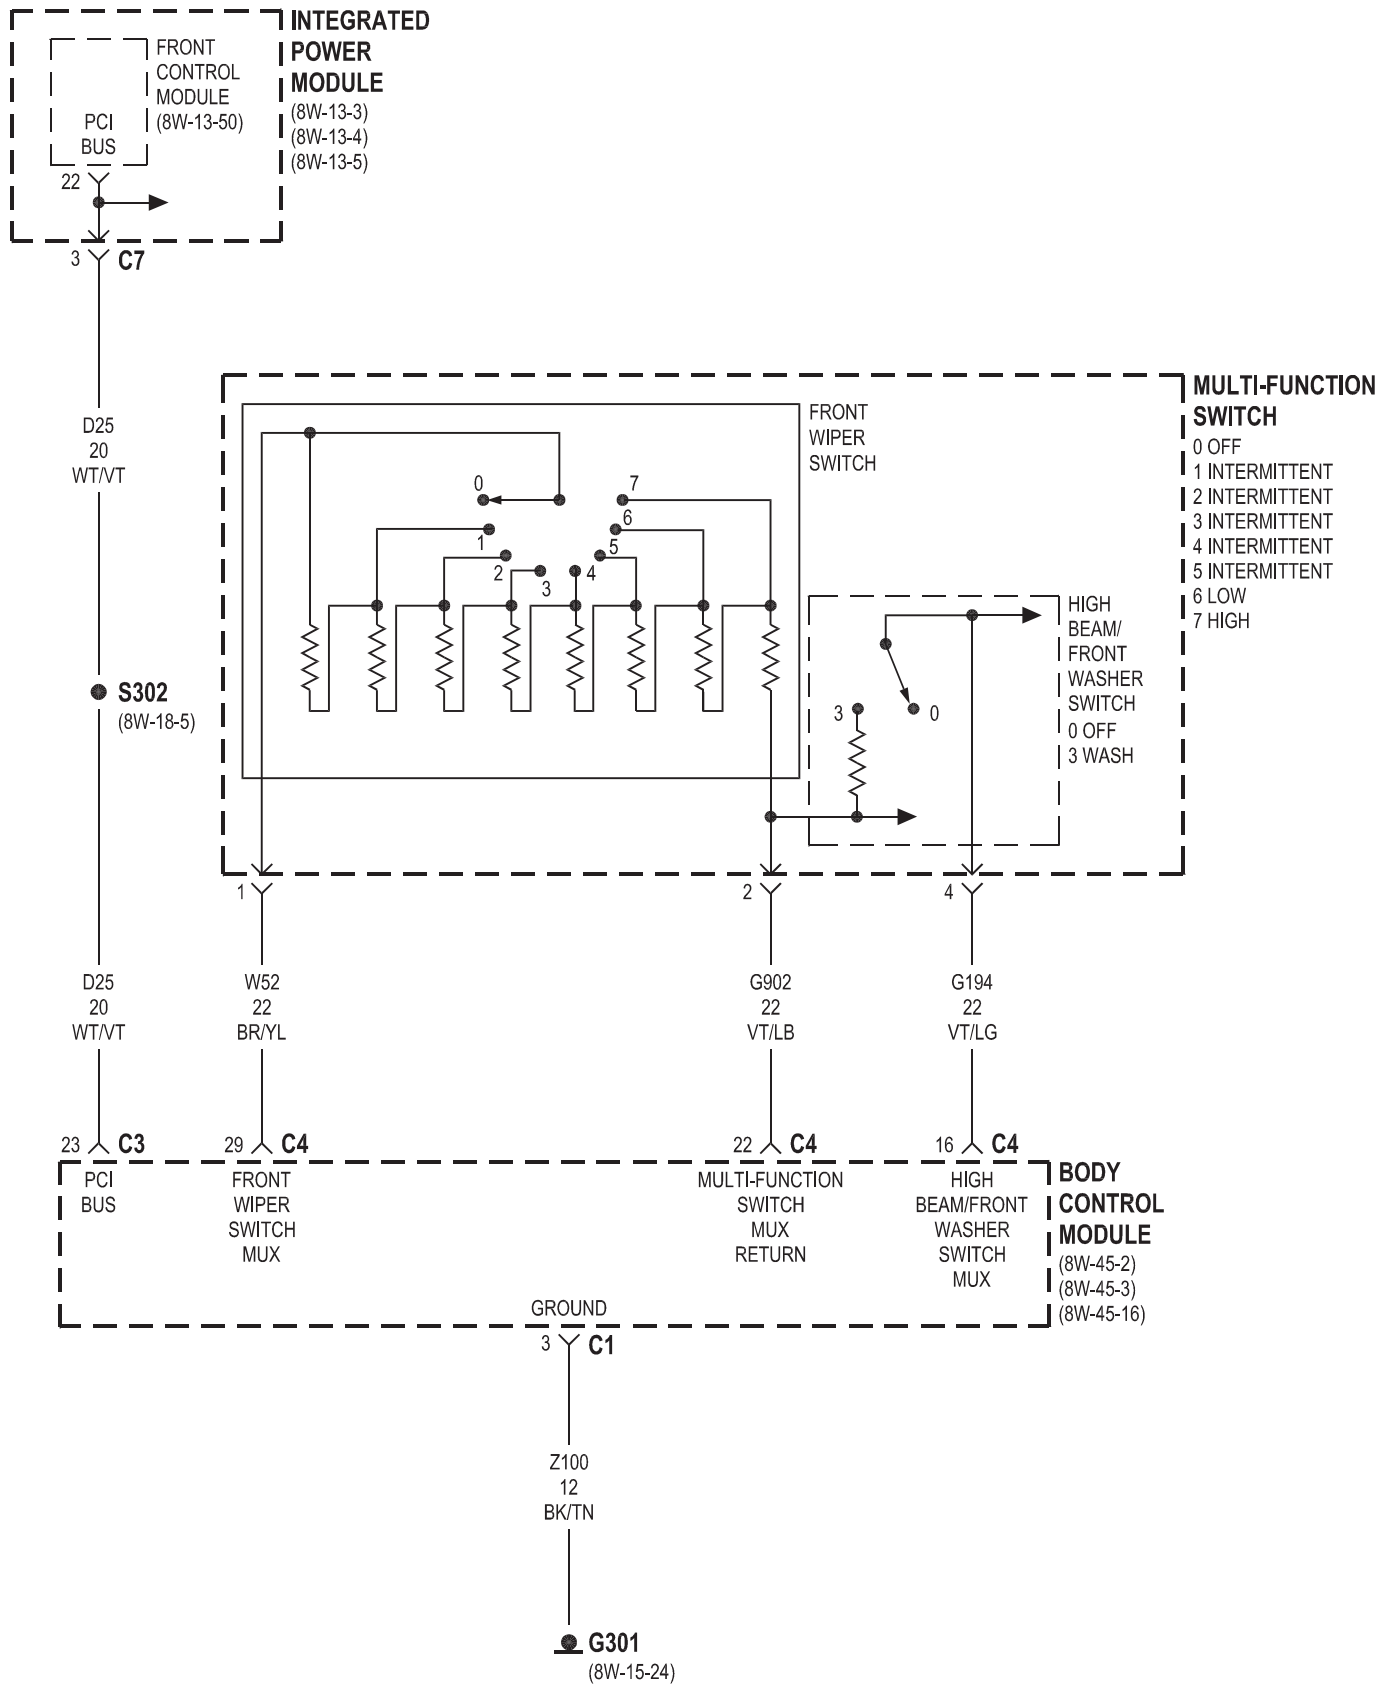 INTEGRATED
POWER
MODULE
(8W-13-3)
(8W-13-4)
(8W-13-5)
FRONT
CONTROL
MODULE
(8W-13-50)
PCI
BUS
22
3
C7
D25
20
WT/VT
S302
(8W-18-5)
MULTI-FUNCTION
SWITCH
0 OFF
1 INTERMITTENT
2 INTERMITTENT
3 INTERMITTENT
4 INTERMITTENT
5 INTERMITTENT
6 LOW
7 HIGH
FRONT
WIPER
SWITCH
0
1
2
3
4
5
6
7
HIGH
BEAM/
FRONT
WASHER
SWITCH
0 OFF
3 WASH
3
0
1
2
4
D25
20
WT/VT
W52
22
BR/YL
G902
22
VT/LB
G194
22
VT/LG
23
C3
29
C4
22
C4
16
C4
PCI
BUS
FRONT
WIPER
SWITCH
MUX
MULTI-FUNCTION
SWITCH
MUX
RETURN
HIGH
BEAM/FRONT
WASHER
SWITCH
MUX
BODY
CONTROL
MODULE
(8W-45-2)
(8W-45-3)
(8W-45-16)
GROUND
3
C1
Z100
12
BK/TN
G301
(8W-15-24)